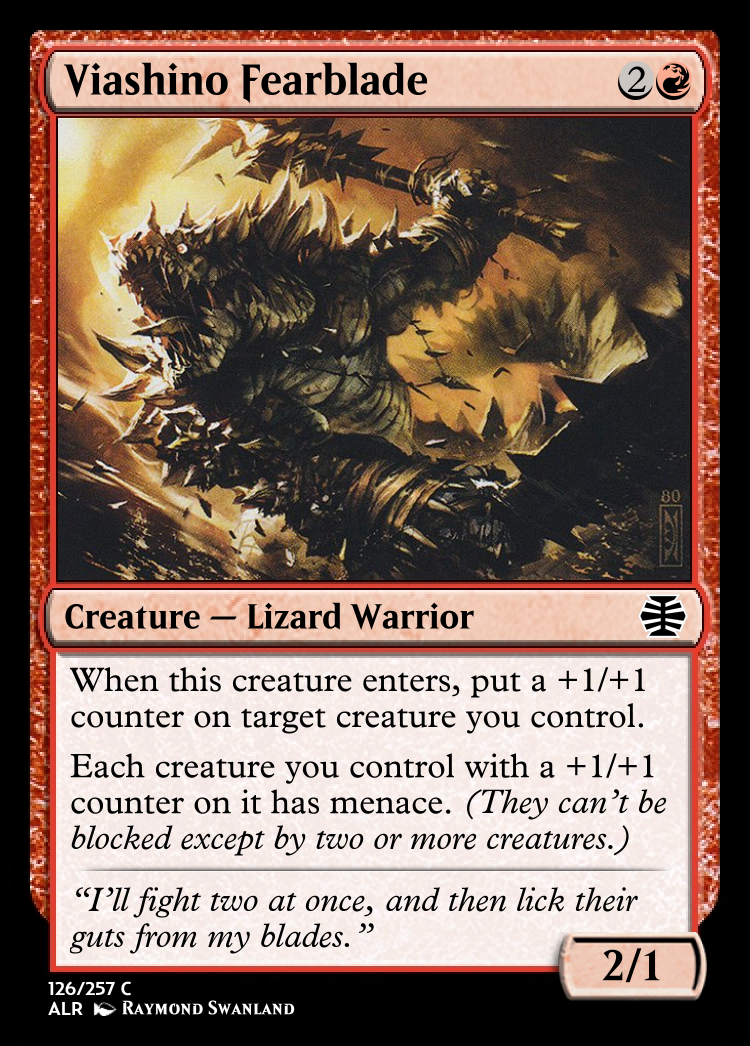 Viashino Fearblade 2
80
Creature — Lizard Warrior
When this creature enters, put a +1/+1
counter on target creature you control.
Each creature you control with a +1/+1
counter on it has menace. (They can't be
blocked except by two or more creatures.)
"I'll fight two at once, and then lick their
guts from my blades."
2/1
126/257 C
ALR Raymond Swanland